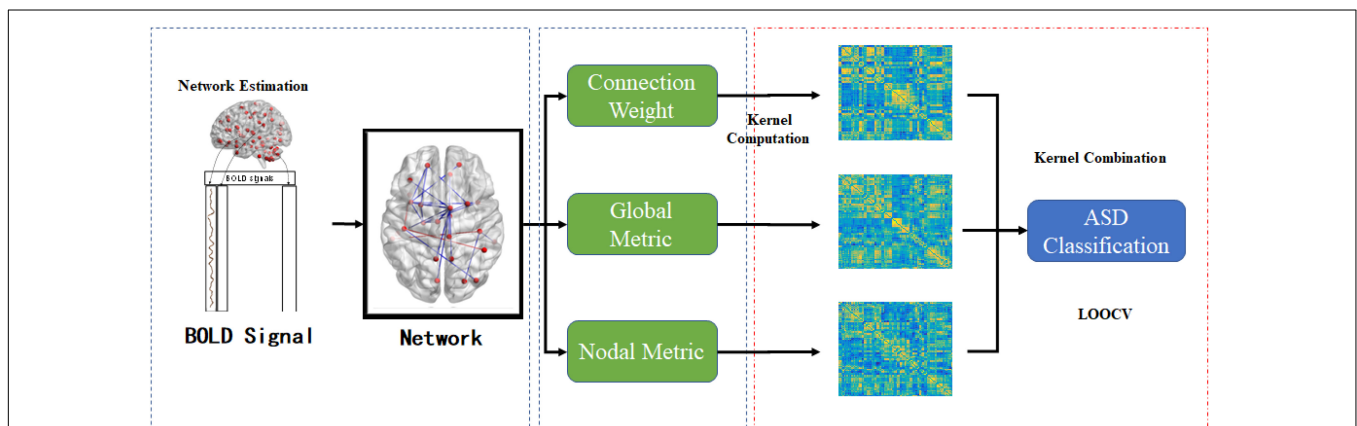 Network Estimation
BOLD signals
BOLD Signal
Network
Connection
Weight
Global
Metric
Nodal Metric
Kernel
Computation
Kernel Combination
ASD
Classification
LOOCV